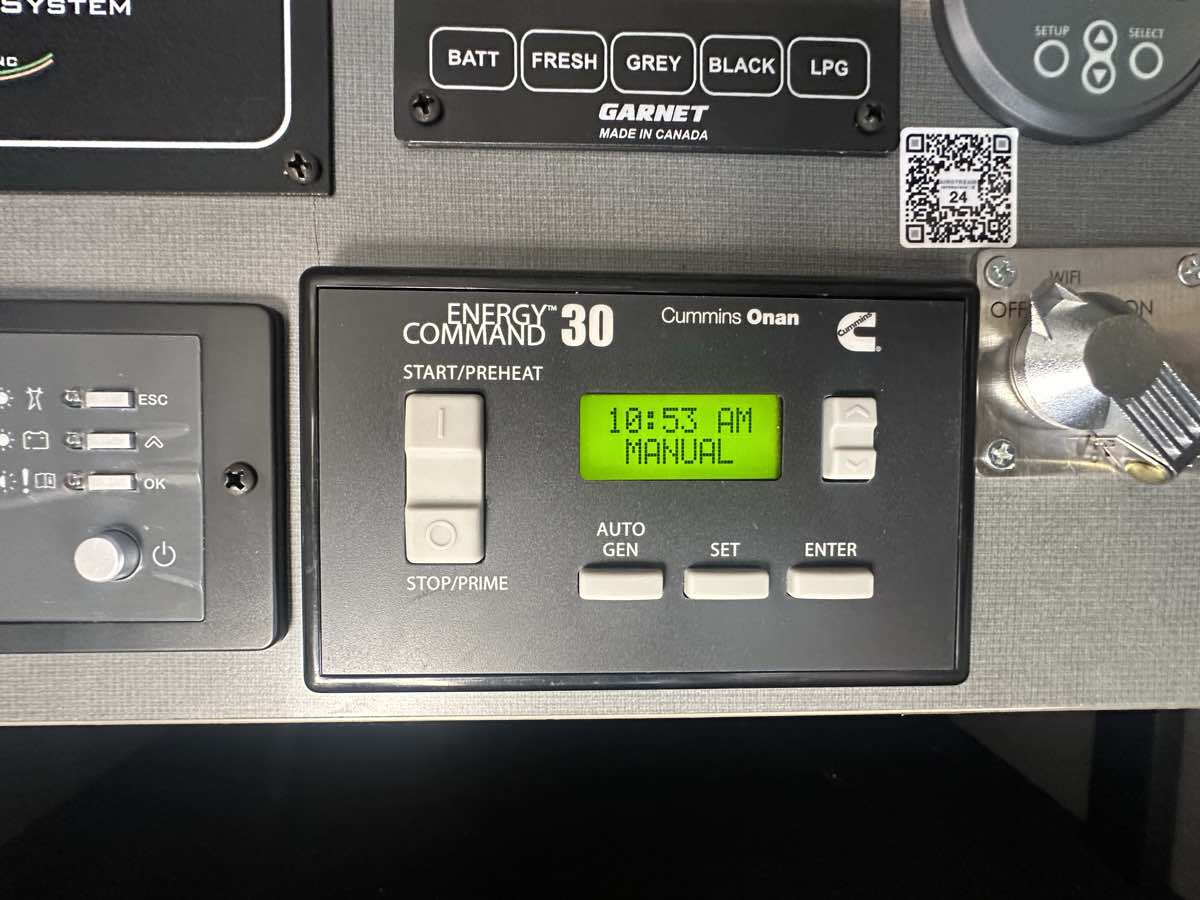 SYSTEM
NC
BATT FRESH GREY BLACK LPG
GARNET
MADE IN CANADA
SETUP SELECT
24
WIFI
OFF ON
ENERGY™
COMMAND 30
Cummins Onan
Cummins
START/PREHEAT
10:53 AM
MANUAL
STOP/PRIME
AUTO
GEN SET ENTER
ESC
OK